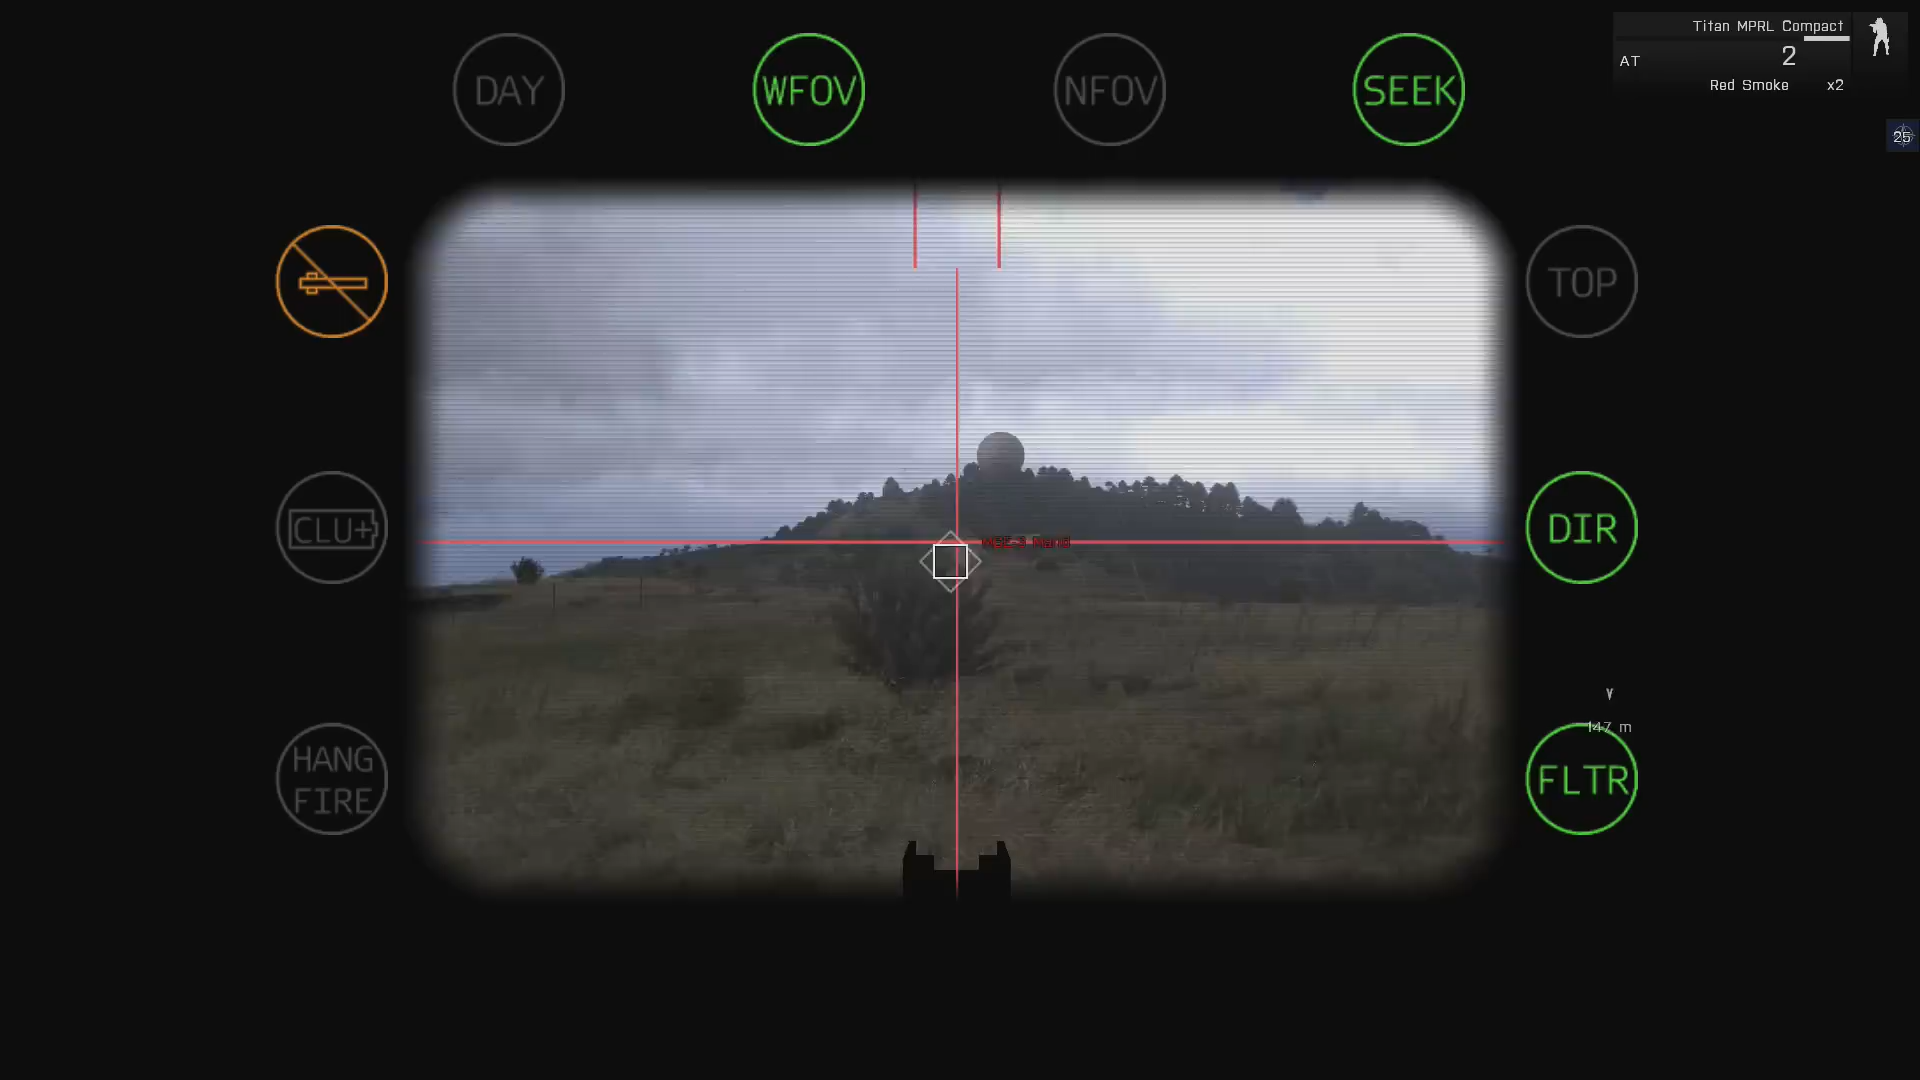 DAY
WFOV
NFOV
SEEK
Titan MPRL Compact
AT
2
Red Smoke x2
25
TOP
CLU+
DIR
HANG
FIRE
147 m
FLTR